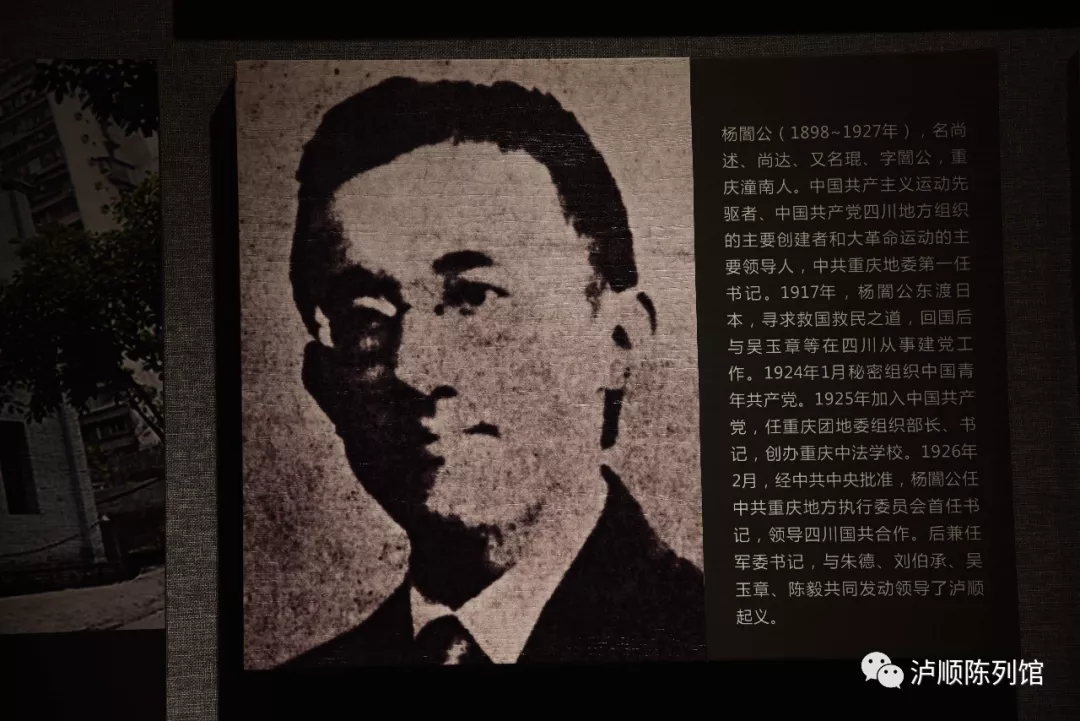 杨闇公（1898~1927年），名尚
述、尚达、又名琨、字闇公，重
庆潼南人。中国共产主义运动先
驱者、中国共产党四川地方组织
的主要创建者和大革命运动的主
要领导人，中共重庆地委第一任
书记。1917年，杨闇公东渡日
本，寻求救国救民之道，回国后
与吴玉章等在四川从事建党工
作。1924年1月秘密组织中国青
年共产党。1925年加入中国共产
党，任重庆团地委组织部长、书
记，创办重庆中法学校。1926年
2月，经中共中央批准，杨闇公任
中共重庆地方执行委员会首任书
记，领导四川国共合作。后兼任
军委书记，与朱德、刘伯承、吴
玉章、陈毅共同发动领导了泸顺
起义。
泸顺陈列馆